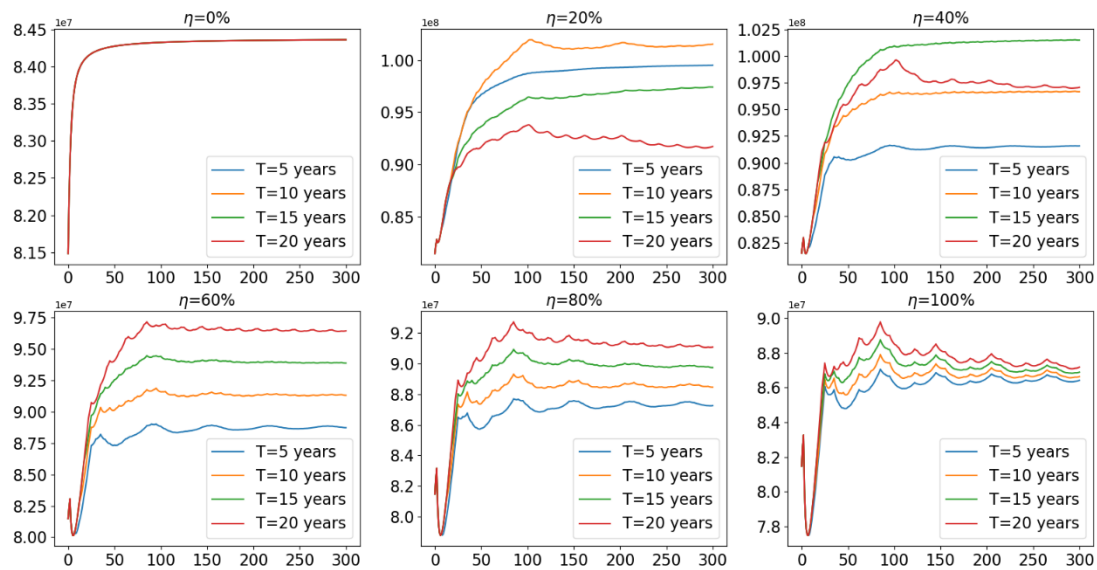 η=0%
1e7
8.45
8.40
8.35
8.30
8.25
8.20
8.15
0 50 100 150 200 250 300
T=5 years
T=10 years
T=15 years
T=20 years
η=20%
1e8
1.00
0.95
0.90
0.85
0 50 100 150 200 250 300
T=5 years
T=10 years
T=15 years
T=20 years
η=40%
1e8
1.025
1.000
0.975
0.950
0.925
0.900
0.875
0.850
0.825
0 50 100 150 200 250 300
T=5 years
T=10 years
T=15 years
T=20 years
η=60%
1e7
9.75
9.50
9.25
9.00
8.75
8.50
8.25
8.00
0 50 100 150 200 250 300
T=5 years
T=10 years
T=15 years
T=20 years
η=80%
1e7
9.2
9.0
8.8
8.6
8.4
8.2
8.0
0 50 100 150 200 250 300
T=5 years
T=10 years
T=15 years
T=20 years
η=100%
1e7
9.0
8.8
8.6
8.4
8.2
8.0
7.8
0 50 100 150 200 250 300
T=5 years
T=10 years
T=15 years
T=20 years